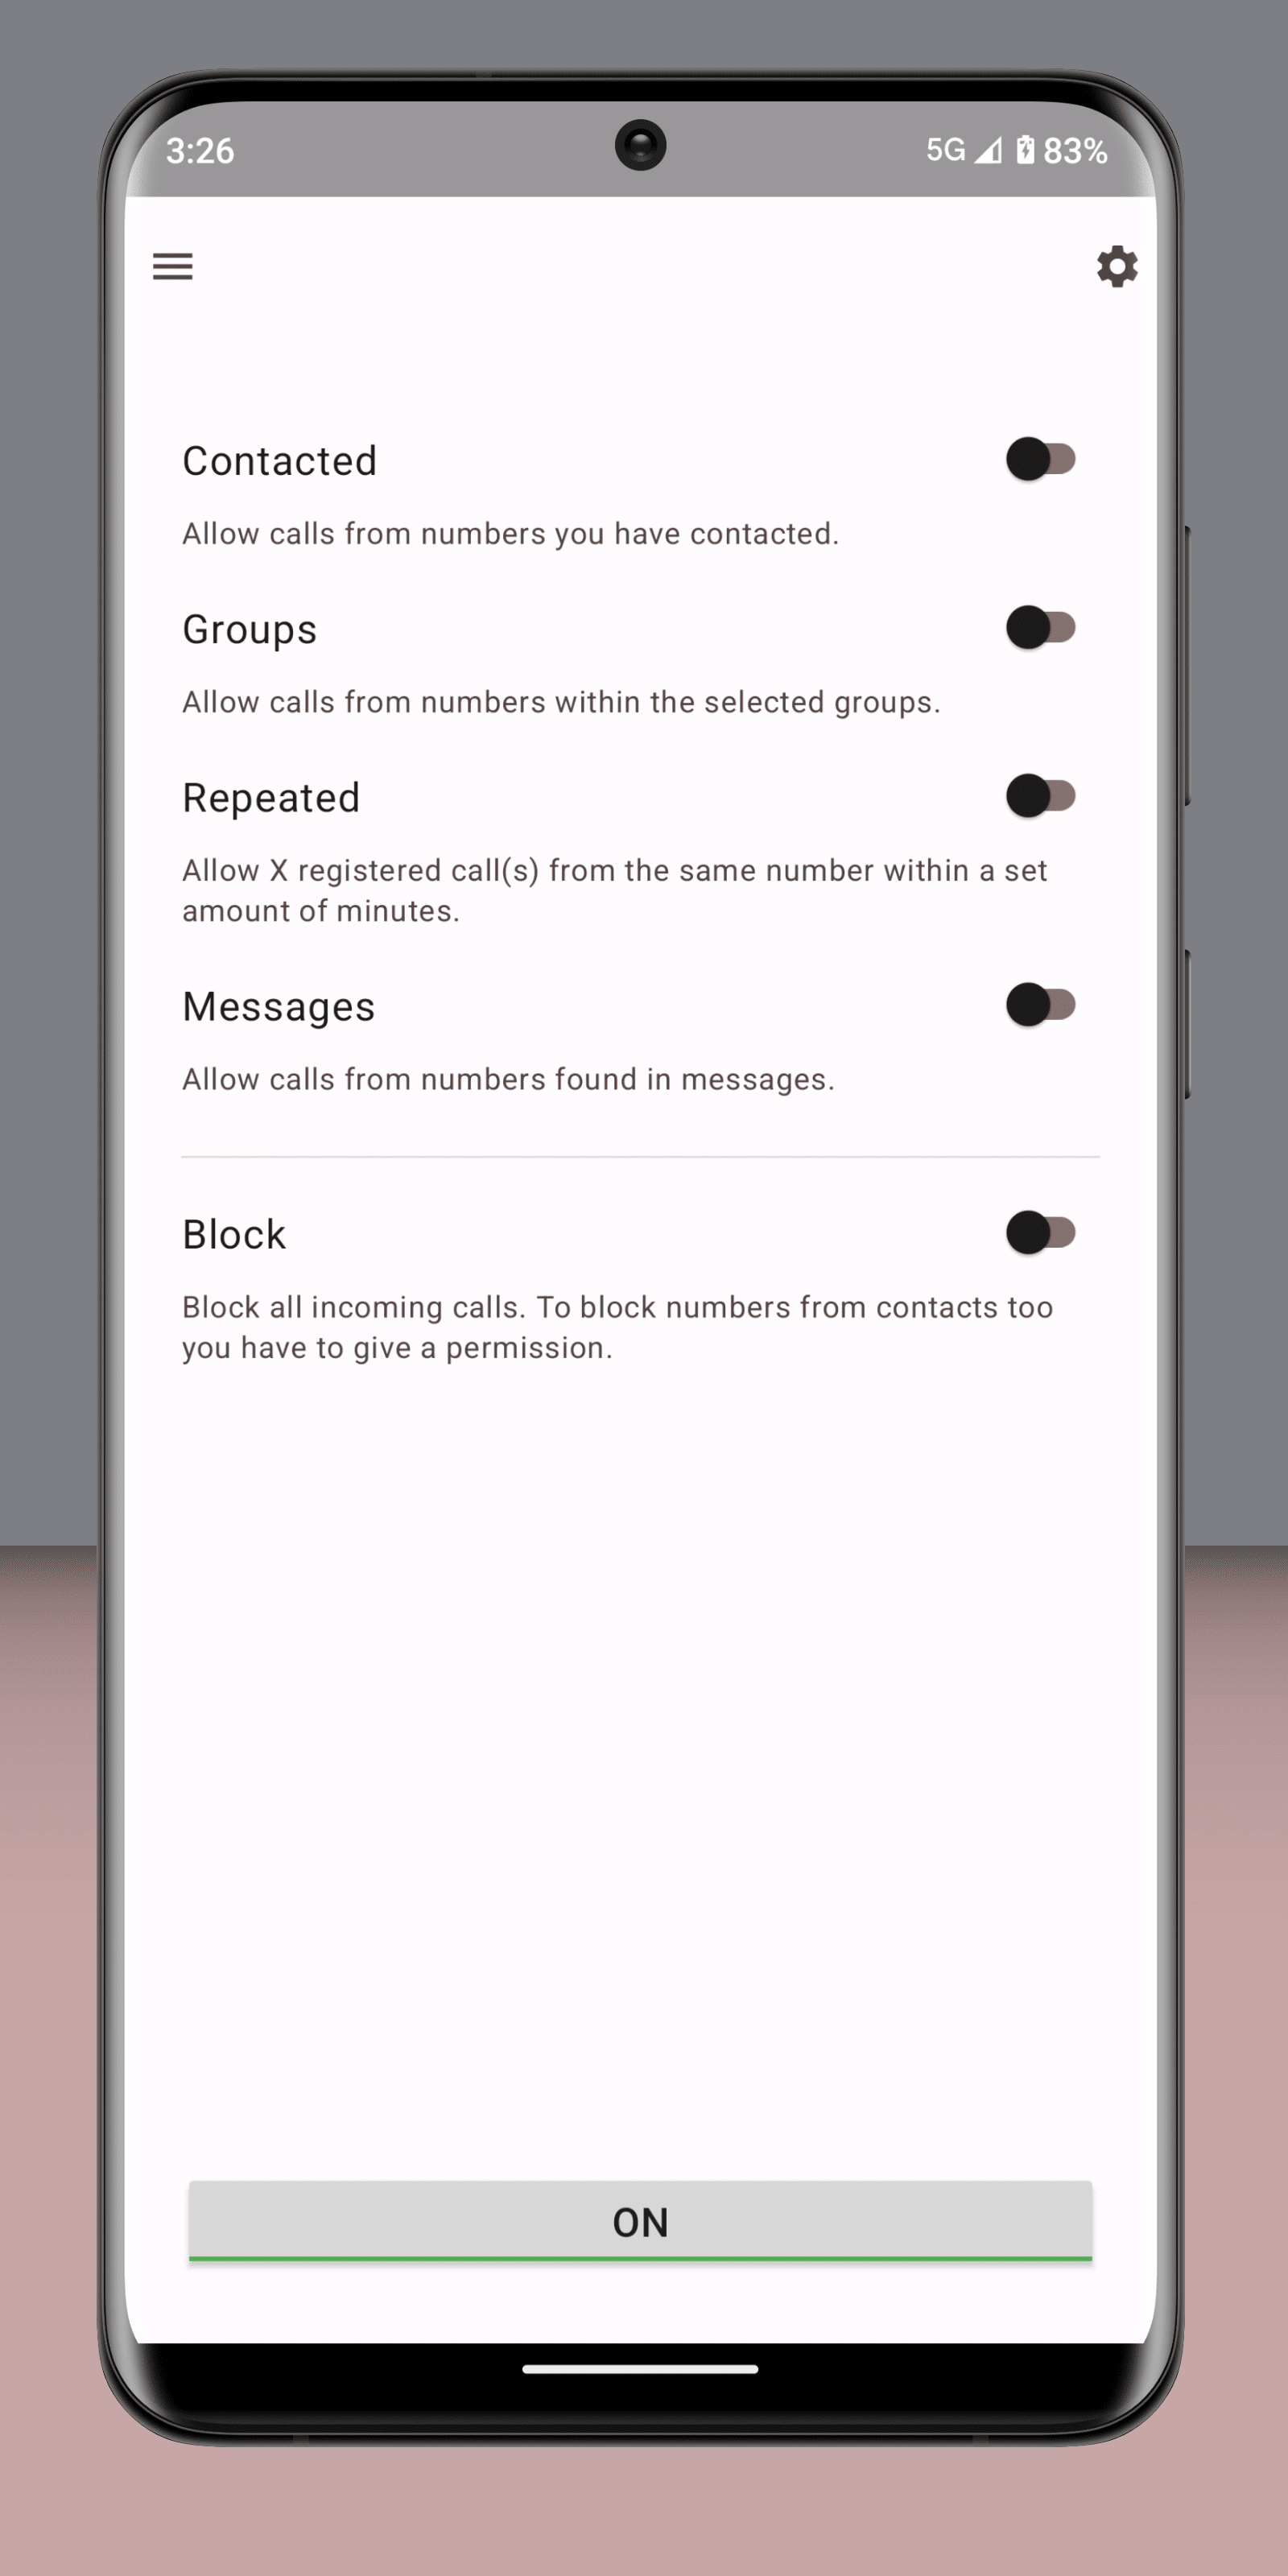 3:26
5G 83%
Contacted
Allow calls from numbers you have contacted.
Groups
Allow calls from numbers within the selected groups.
Repeated
Allow X registered call(s) from the same number within a set
amount of minutes.
Messages
Allow calls from numbers found in messages.
Block
Block all incoming calls. To block numbers from contacts too
you have to give a permission.
ON